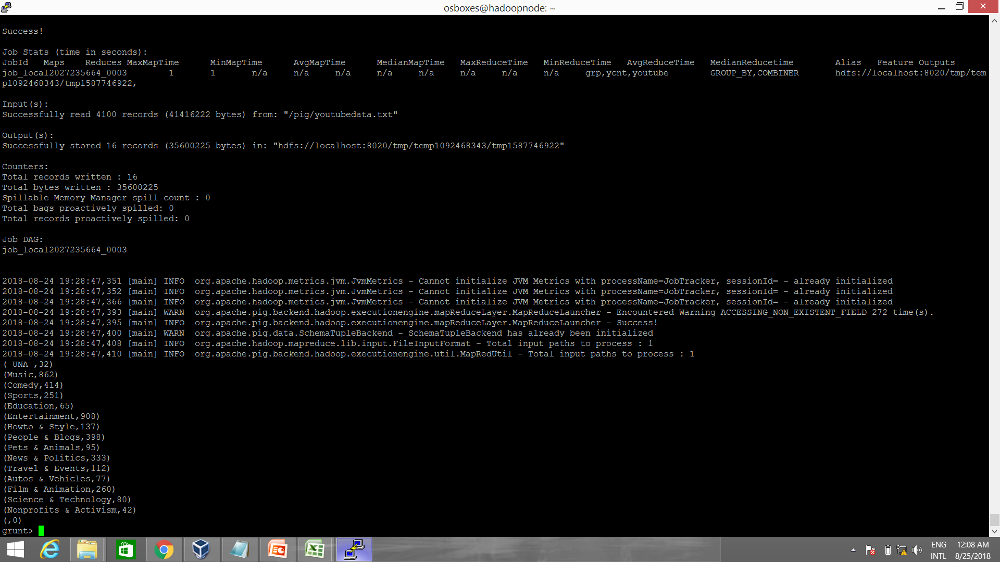 osboxes@hadoopnode: ~
Success!
Job Stats (time in seconds):
JobId Maps Reduces MaxMapTime MinMapTime AvgMapTime MedianMapTime MaxReduceTime MinReduceTime AvgReduceTime MedianReducetime Alias Feature Outputs
job_local2027235664_0003 1 1 n/a n/a n/a n/a n/a n/a n/a n/a grp,ycnt,youtube GROUP_BY,COMBINER hdfs://localhost:8020/tmp/tem
p1092468343/tmp1587746922,
Input(s):
Successfully read 4100 records (41416222 bytes) from: "/pig/youtubedata.txt"
Output(s):
Successfully stored 16 records (35600225 bytes) in: "hdfs://localhost:8020/tmp/temp1092468343/tmp1587746922"
Counters:
Total records written : 16
Total bytes written : 35600225
Spillable Memory Manager spill count : 0
Total bags proactively spilled: 0
Total records proactively spilled: 0
Job DAG:
job_local2027235664_0003
2018-08-24 19:28:47,351 [main] INFO  org.apache.hadoop.metrics.jvm.JvmMetrics - Cannot initialize JVM Metrics with processName=JobTracker, sessionId= - already initialized
2018-08-24 19:28:47,352 [main] INFO  org.apache.hadoop.metrics.jvm.JvmMetrics - Cannot initialize JVM Metrics with processName=JobTracker, sessionId= - already initialized
2018-08-24 19:28:47,366 [main] INFO  org.apache.hadoop.metrics.jvm.JvmMetrics - Cannot initialize JVM Metrics with processName=JobTracker, sessionId= - already initialized
2018-08-24 19:28:47,393 [main] WARN  org.apache.pig.backend.hadoop.executionengine.mapReduceLayer.MapReduceLauncher - Encountered Warning ACCESSING_NON_EXISTENT_FIELD 272 time(s).
2018-08-24 19:28:47,395 [main] INFO  org.apache.pig.backend.hadoop.executionengine.mapReduceLayer.MapReduceLauncher - Success!
2018-08-24 19:28:47,400 [main] WARN  org.apache.pig.data.SchemaTupleBackend - SchemaTupleBackend has already been initialized
2018-08-24 19:28:47,408 [main] INFO  org.apache.hadoop.mapreduce.lib.input.FileInputFormat - Total input paths to process : 1
2018-08-24 19:28:47,410 [main] INFO  org.apache.pig.backend.hadoop.executionengine.util.MapRedUtil - Total input paths to process : 1
( UNA ,32)
(Music,862)
(Comedy,414)
(Sports,251)
(Education,65)
(Entertainment,908)
(Howto & Style,137)
(People & Blogs,398)
(Pets & Animals,95)
(News & Politics,333)
(Travel & Events,112)
(Autos & Vehicles,77)
(Film & Animation,260)
(Science & Technology,80)
(Nonprofits & Activism,42)
(,0)
grunt>
ENG 12:08 AM
INTL 8/25/2018